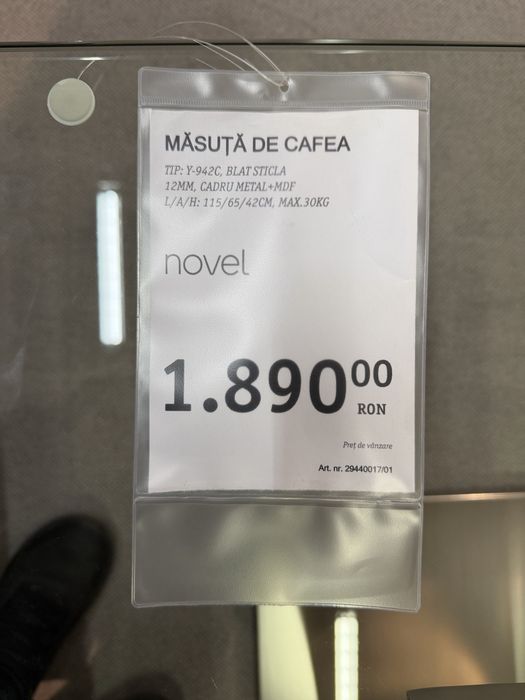 MĂSUȚĂ DE CAFEA
TIP: Y-942C, BLAT STICLA
12MM, CADRU METAL+MDF
L/A/H: 115/65/42CM, MAX.30KG
novel
1.890⁰⁰
RON
Preț de vânzare
Art. nr. 29440017/01